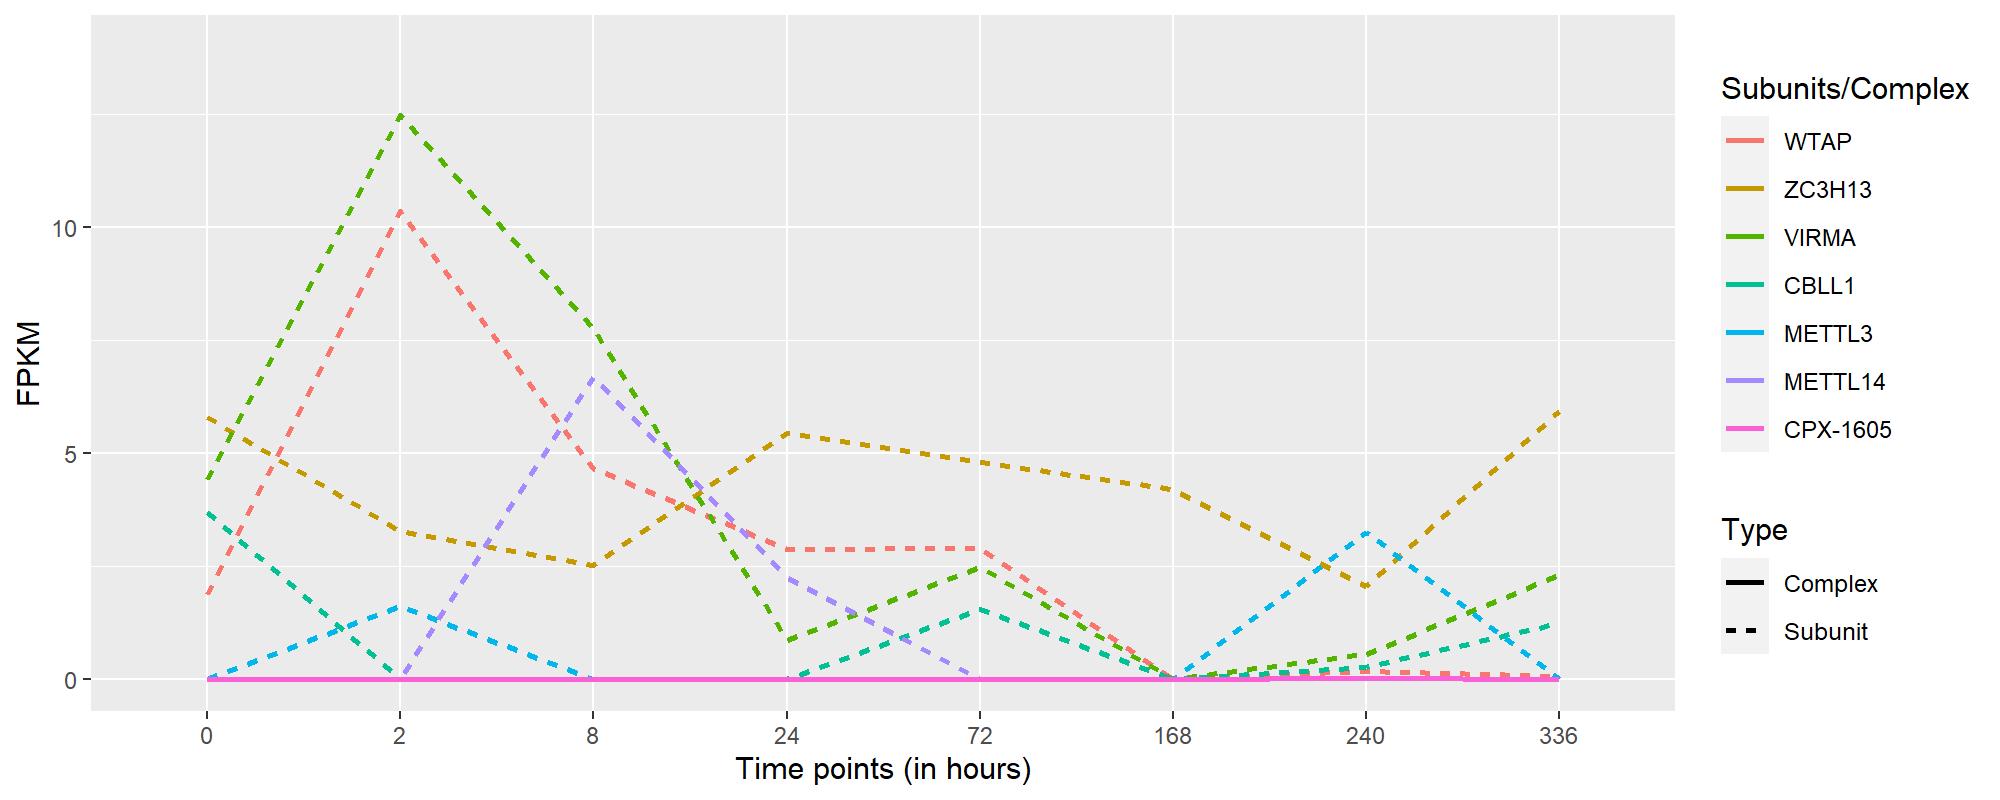 FPKM
10
5
0
0 2 8 24 72 168 240 336
Time points (in hours)
Subunits/Complex
WTAP
ZC3H13
VIRMA
CBLL1
METTL3
METTL14
CPX-1605
Type
Complex
Subunit